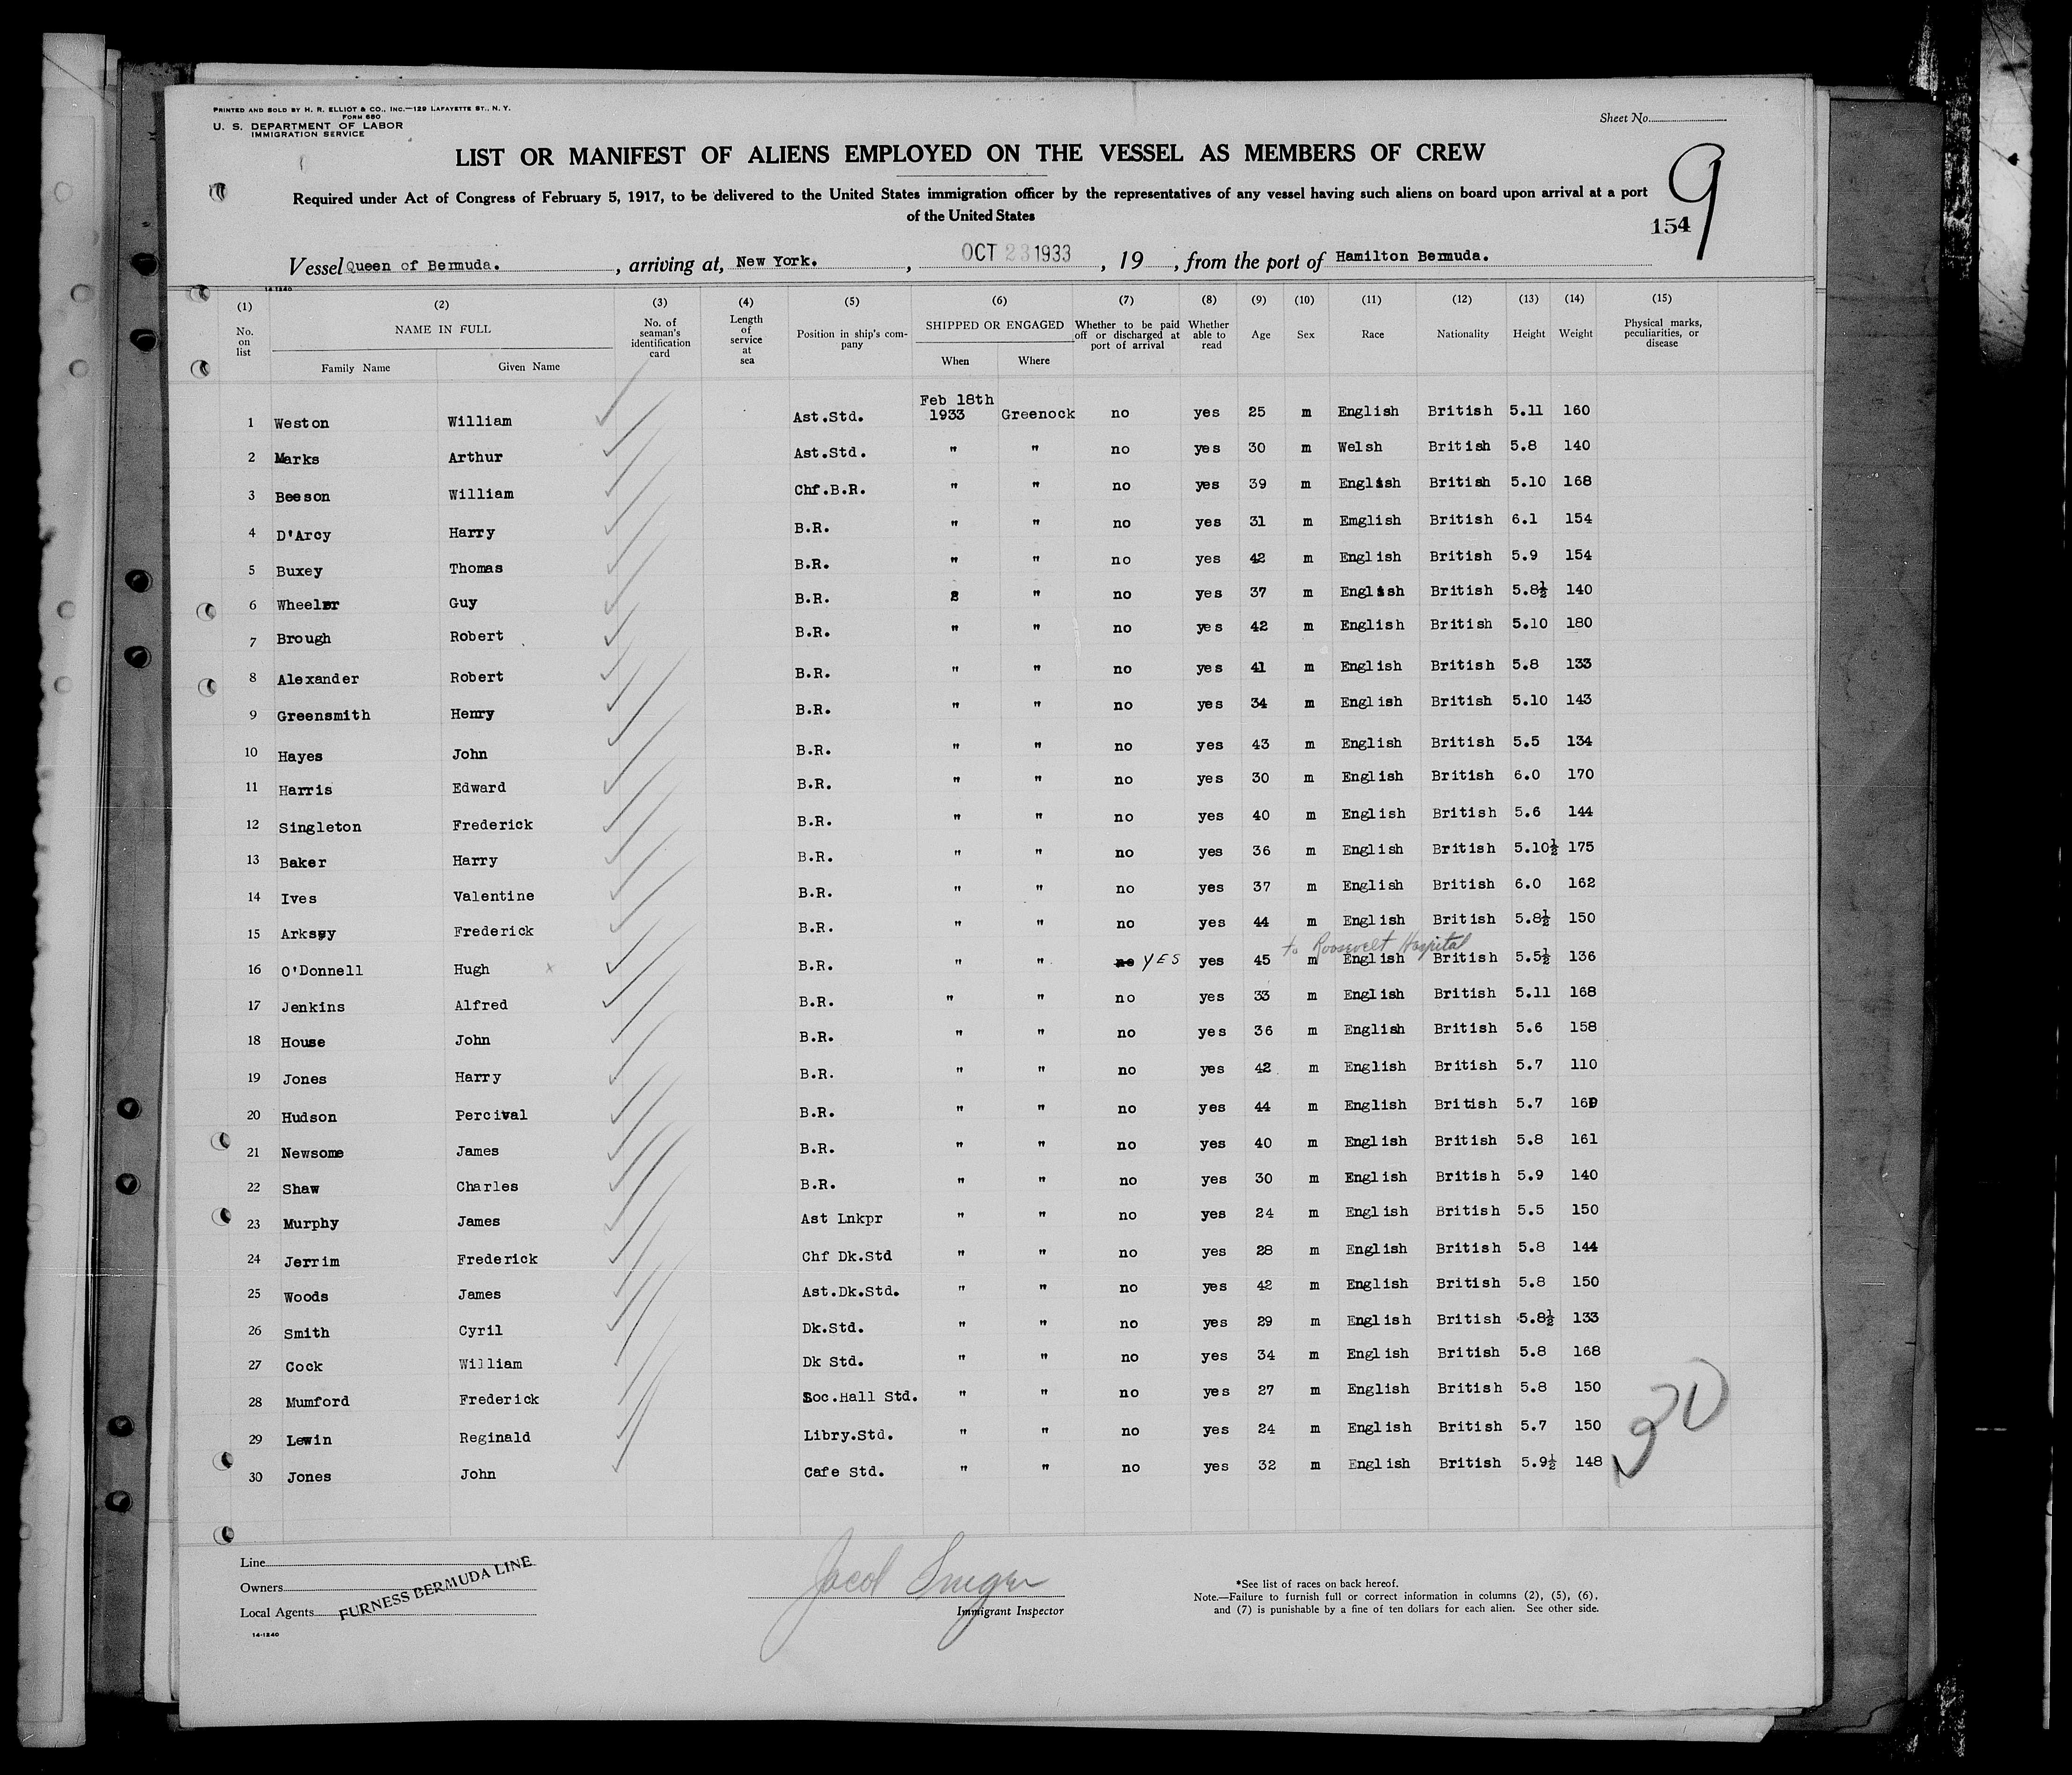 PRINTED AND SOLD BY H. R. ELLIOT & CO., INC.—129 LAFAYETTE ST., N. Y.
FORM 680
U. S. DEPARTMENT OF LABOR
IMMIGRATION SERVICE
Sheet No.
LIST OR MANIFEST OF ALIENS EMPLOYED ON THE VESSEL AS MEMBERS OF CREW
9
Required under Act of Congress of February 5, 1917, to be delivered to the United States immigration officer by the representatives of any vessel having such aliens on board upon arrival at a port
of the United States
154
Vessel Queen of Bermuda. , arriving at, New York. , OCT 23 1933 , 19 , from the port of Hamilton Bermuda.
14-1240
(1) (2) (3) (4) (5) (6) (7) (8) (9) (10) (11) (12) (13) (14) (15)
No. on list NAME IN FULL Family Name Given Name No. of seaman's identification card Length of service at sea Position in ship's company SHIPPED OR ENGAGED When Where Whether to be paid off or discharged at port of arrival Whether able to read Age Sex Race Nationality Height Weight Physical marks, peculiarities, or disease
Feb 18th
1 Weston William Ast.Std. 1933 Greenock no yes 25 m English British 5.11 160
2 Marks Arthur Ast.Std. " " no yes 30 m Welsh British 5.8 140
3 Beeson William Chf.B.R. " " no yes 39 m English British 5.10 168
4 D'Arcy Harry B.R. " " no yes 31 m Emglish British 6.1 154
5 Buxey Thomas B.R. " " no yes 42 m English British 5.9 154
6 Wheeler Guy B.R. " no yes 37 m English British 5.8½ 140
7 Brough Robert B.R. " " no yes 42 m English British 5.10 180
8 Alexander Robert B.R. " " no yes 41 m English British 5.8 133
9 Greensmith Henry B.R. " " no yes 34 m English British 5.10 143
10 Hayes John B.R. " " no yes 43 m English British 5.5 134
11 Harris Edward B.R. " " no yes 30 m English British 6.0 170
12 Singleton Frederick B.R. " " no yes 40 m English British 5.6 144
13 Baker Harry B.R. " " no yes 36 m English British 5.10½ 175
14 Ives Valentine B.R. " " no yes 37 m English British 6.0 162
15 Arksey Frederick B.R. " " no yes 44 m English British 5.8½ 150
to Roosevelt Hospital
16 O'Donnell Hugh x B.R. " " no YES yes 45 m English British 5.5½ 136
17 Jenkins Alfred B.R. " " no yes 33 m English British 5.11 168
18 House John B.R. " " no yes 36 m English British 5.6 158
19 Jones Harry B.R. " " no yes 42 m English British 5.7 110
20 Hudson Percival B.R. " " no yes 44 m English British 5.7
21 Newsome James B.R. " " no yes 40 m English British 5.8 161
22 Shaw Charles B.R. " " no yes 30 m English British 5.9 140
23 Murphy James Ast Lnkpr " " no yes 24 m English British 5.5 150
24 Jerrim Frederick Chf Dk.Std " " no yes 28 m English British 5.8 144
25 Woods James Ast.Dk.Std. " " no yes 42 m English British 5.8 150
26 Smith Cyril Dk.Std. " " no yes 29 m English British 5.8½ 133
27 Cock William Dk Std. " " no yes 34 m English British 5.8 168
28 Mumford Frederick Soc.Hall Std. " " no yes 27 m English British 5.8 150
29 Lewin Reginald Libry.Std. " " no yes 24 m English British 5.7 150
30 Jones John Cafe Std. " " no yes 32 m English British 5.9½ 148
30
Line
Owners
Local Agents
FURNESS BERMUDA LINE
14-1240
Immigrant Inspector
*See list of races on back hereof.
Note.—Failure to furnish full or correct information in columns (2), (5), (6),
and (7) is punishable by a fine of ten dollars for each alien. See other side.